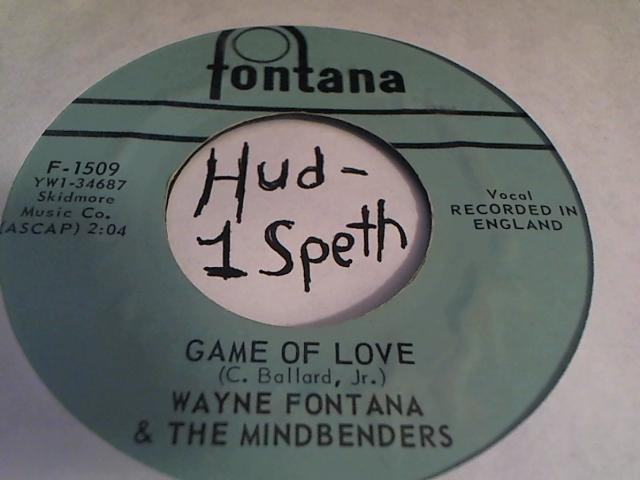 fontana
F-1509
YW1-34687
Skidmore
Music Co.
(ASCAP) 2:04
Hud-
1 Speth
Vocal
RECORDED IN
ENGLAND
GAME OF LOVE
(C. Ballard, Jr.)
WAYNE FONTANA
& THE MINDBENDERS